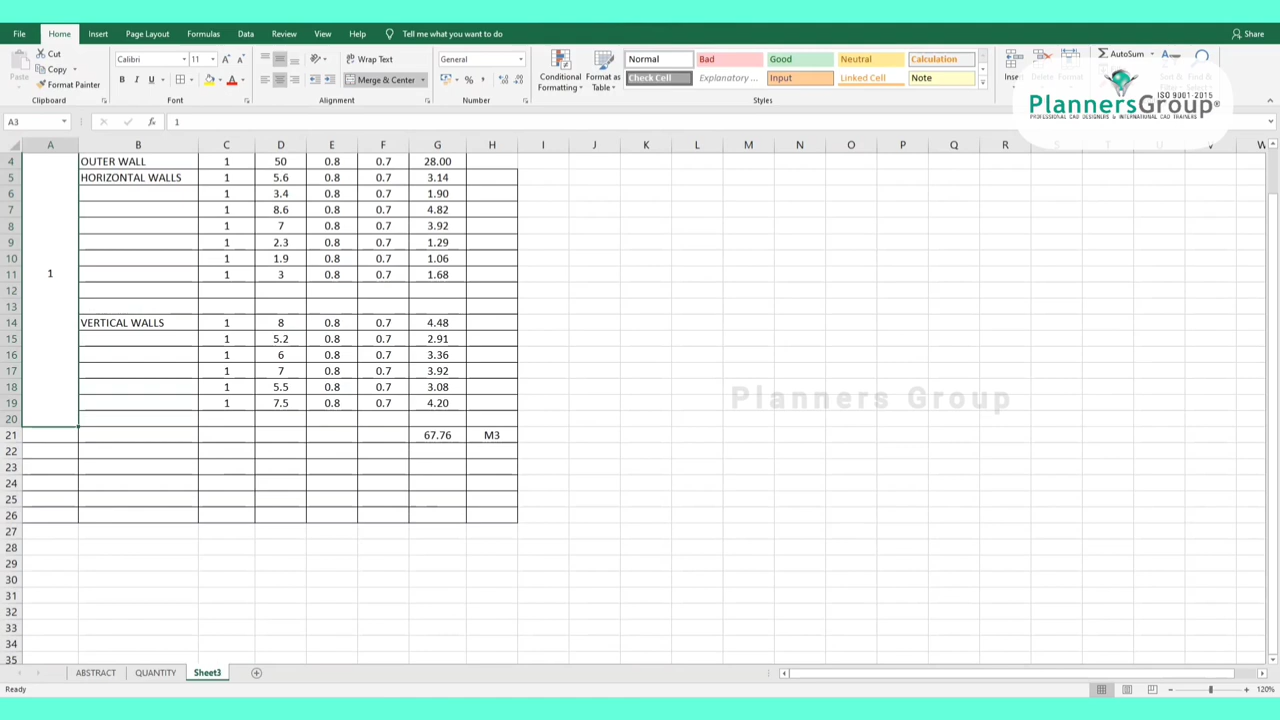 File Home Insert Page Layout Formulas Data Review View Help Tell me what you want to do Share
Cut
Copy
Format Painter
Paste
Clipboard
Calibri 11
B I U
Font
Wrap Text
Merge & Center
Alignment
General
Number
Conditional Formatting
Format as Table
Normal Bad Good Neutral Calculation
Check Cell Explanatory ... Input Linked Cell Note
Styles
Insert Delete Format
AutoSum
PlannersGroup®
ISO 9001-2015
PROFESSIONAL CAD DESIGNERS & INTERNATIONAL CAD TRAINERS
A3 fx 1
A B C D E F G H I J K L M N O P Q R S T U V W
4 OUTER WALL 1 50 0.8 0.7 28.00
5 HORIZONTAL WALLS 1 5.6 0.8 0.7 3.14
6 1 3.4 0.8 0.7 1.90
7 1 8.6 0.8 0.7 4.82
8 1 7 0.8 0.7 3.92
9 1 2.3 0.8 0.7 1.29
10 1 1.9 0.8 0.7 1.06
11 1 1 3 0.8 0.7 1.68
12
13
14 VERTICAL WALLS 1 8 0.8 0.7 4.48
15 1 5.2 0.8 0.7 2.91
16 1 6 0.8 0.7 3.36
17 1 7 0.8 0.7 3.92
18 1 5.5 0.8 0.7 3.08
19 1 7.5 0.8 0.7 4.20
20
21 67.76 M3
22
23
24
25
26
27
28
29
30
31
32
33
34
35
Planners Group
ABSTRACT QUANTITY Sheet3
Ready 120%